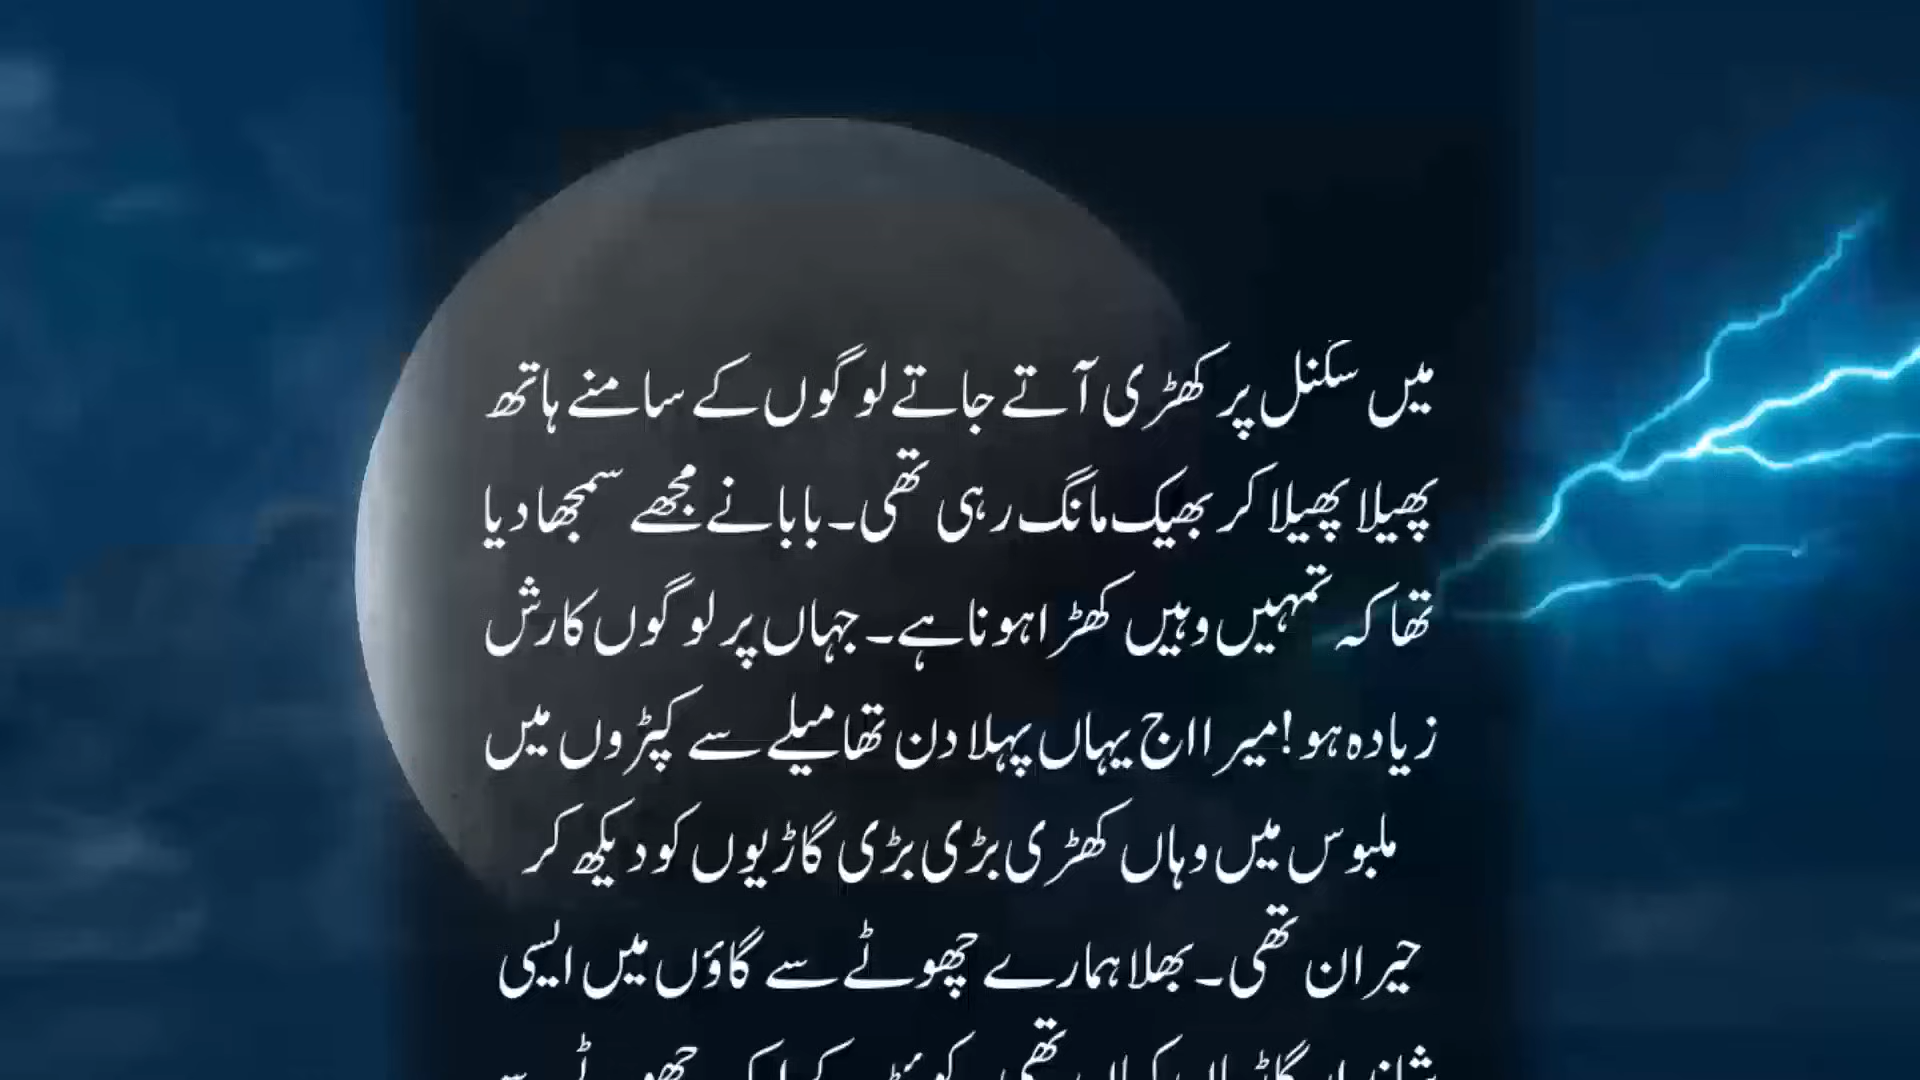 میں سگنل پر کھڑی آتے جاتے لوگوں کے سامنے ہاتھ
پھیلا پھیلا کر بھیک مانگ رہی تھی۔ بابا نے مجھے سمجھا دیا
تھا کہ تمہیں وہیں کھڑا ہونا ہے۔ جہاں پر لوگوں کا رش
زیادہ ہو! میرا اج یہاں پہلا دن تھا میلے سے کپڑوں میں
ملبوس میں وہاں کھڑی بڑی بڑی گاڑیوں کو دیکھ کر
حیران تھی۔ بھلا ہمارے چھوٹے سے گاؤں میں ایسی